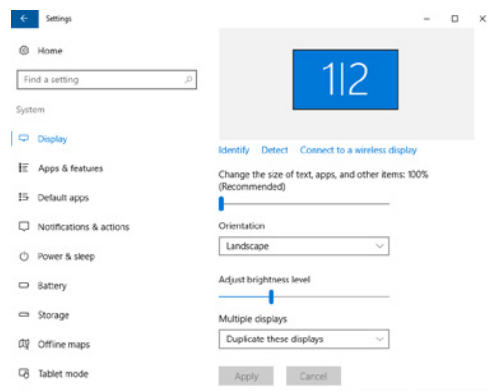 Settings
Home
Find a setting
System
Display
Apps & features
Default apps
Notifications & actions
Power & sleep
Battery
Storage
Offline maps
Tablet mode
1|2
Identify Detect Connect to a wireless display
Change the size of text, apps, and other items: 100%
(Recommended)
Orientation
Landscape
Adjust brightness level
Multiple displays
Duplicate these displays
Apply Cancel